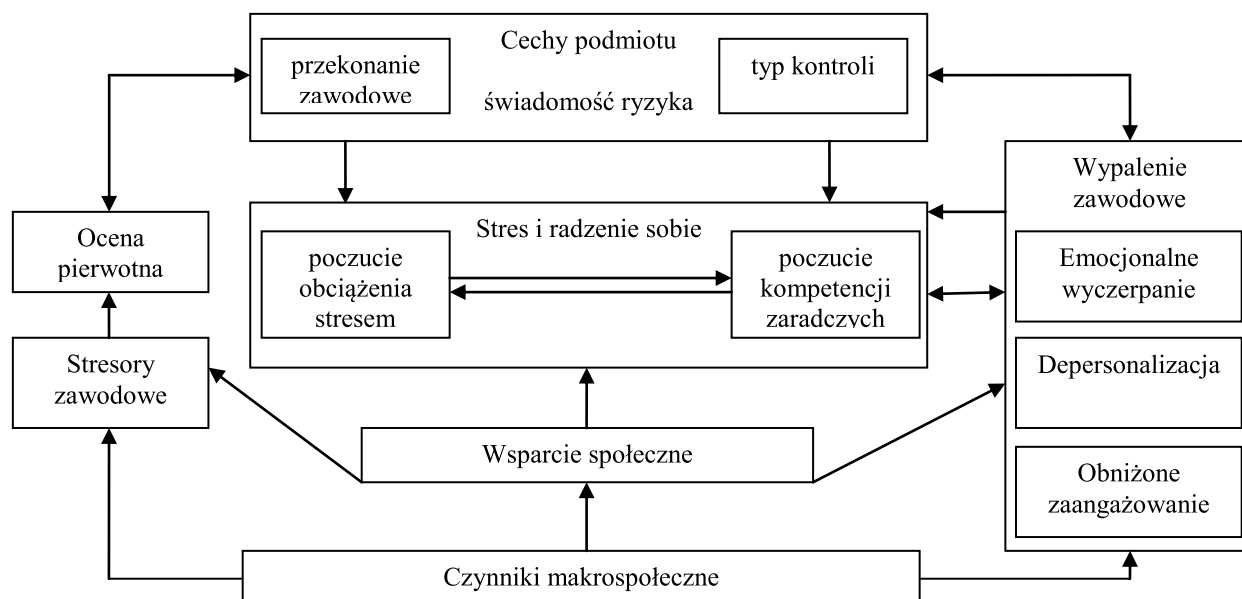 Cechy podmiotu
przekonanie
zawodowe
typ kontroli
świadomość ryzyka
Wypalenie
zawodowe
Ocena
pierwotna
Stres i radzenie sobie
poczucie
obciążenia
stresem
poczucie
kompetencji
zaradczych
Emocjonalne
wyczerpanie
Stresory
zawodowe
Depersonalizacja
Wsparcie społeczne
Obniżone
zaangażowanie
Czynniki makrospołeczne